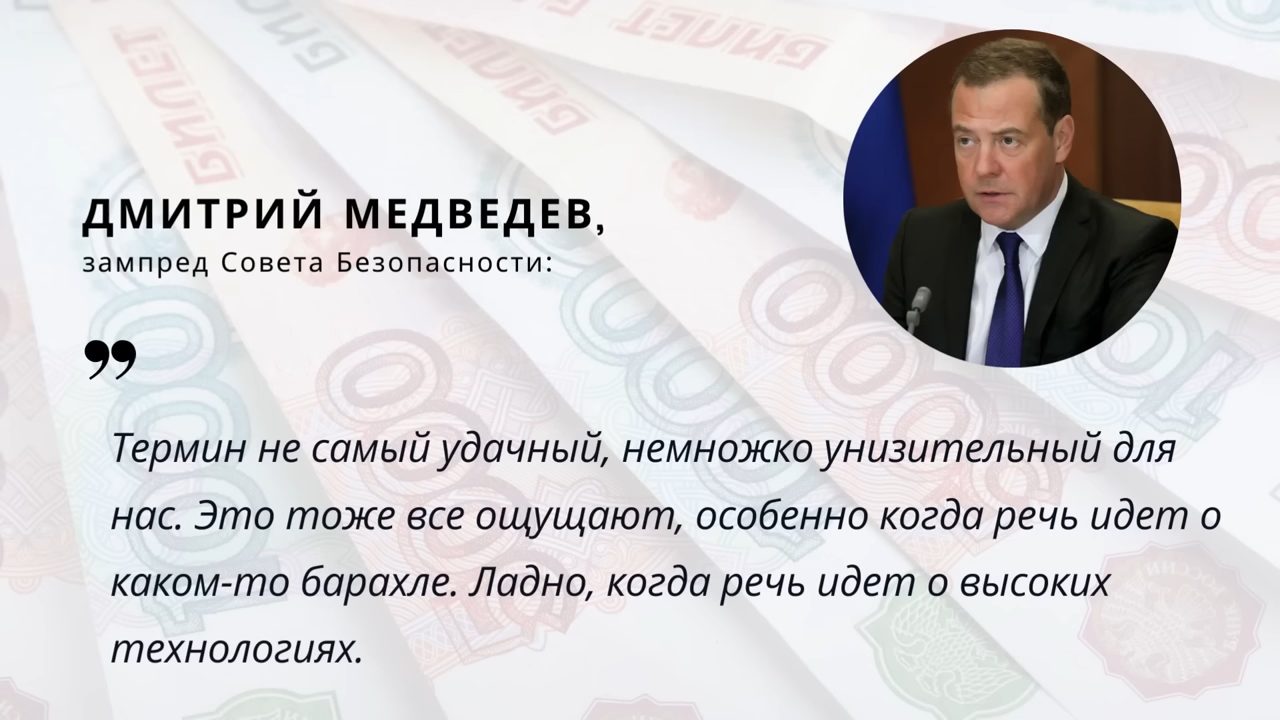 ДМИТРИЙ МЕДВЕДЕВ,
зампред Совета Безопасности:
”
Термин не самый удачный, немножко унизительный для
нас. Это тоже все ощущают, особенно когда речь идет о
каком-то барахле. Ладно, когда речь идет о высоких
технологиях.